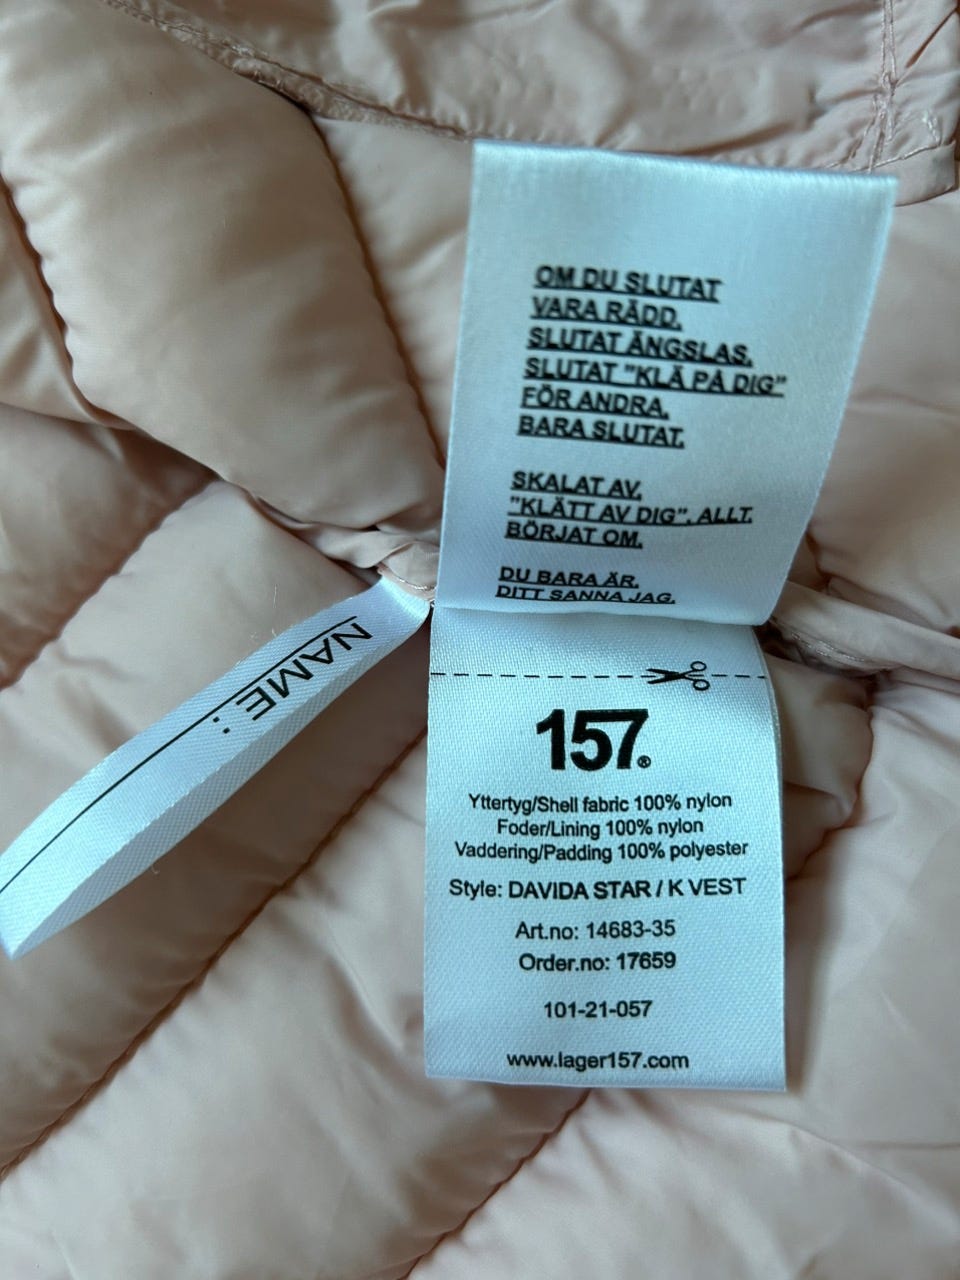 OM DU SLUTAT
VARA RÄDD.
SLUTAT ÄNGSLAS.
SLUTAT "KLÄ PÅ DIG"
FÖR ANDRA.
BARA SLUTAT.
SKALAT AV.
"KLÄTT AV DIG". ALLT.
BÖRJAT OM.
DU BARA ÄR.
DITT SANNA JAG.
NAME :
157®
Yttertyg/Shell fabric 100% nylon
Foder/Lining 100% nylon
Vaddering/Padding 100% polyester
Style: DAVIDA STAR / K VEST
Art.no: 14683-35
Order.no: 17659
101-21-057
www.lager157.com